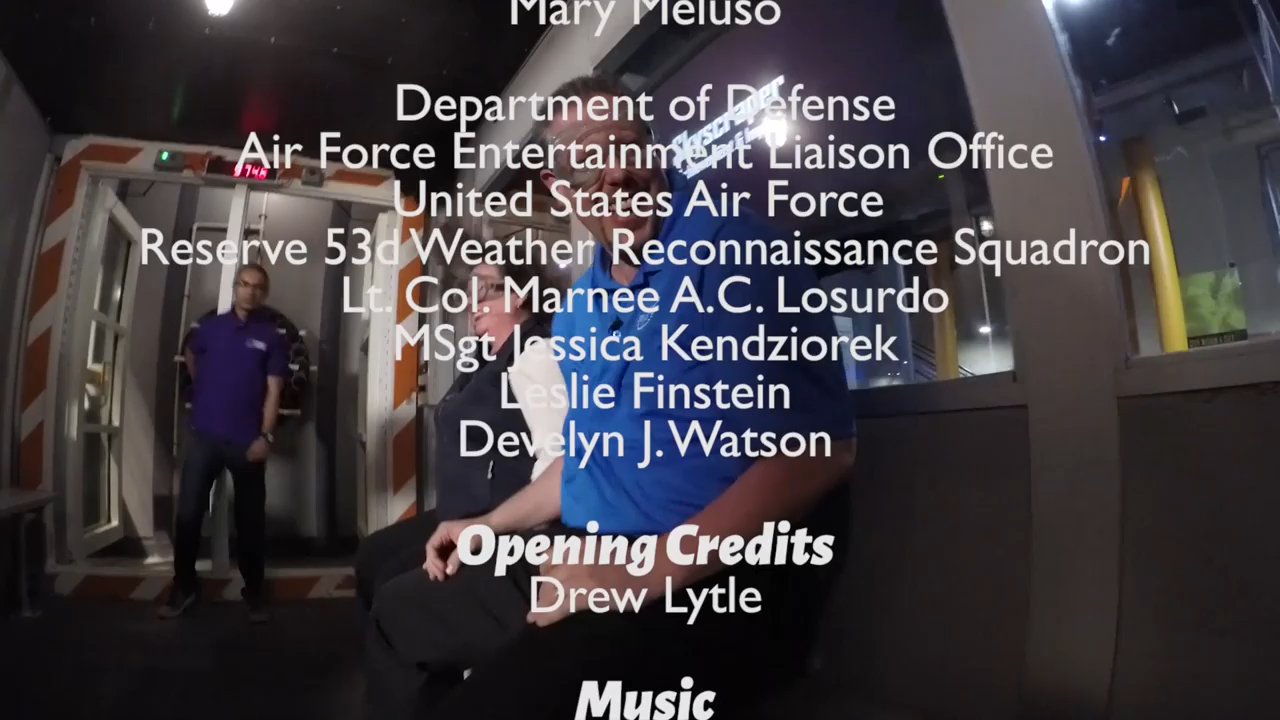 Mary Meluso
Department of Defense
Air Force Entertainment Liaison Office
United States Air Force
Reserve 53d Weather Reconnaissance Squadron
Lt. Col. Marnee A.C. Losurdo
MSgt Jessica Kendziorek
Leslie Finstein
Develyn J. Watson
Opening Credits
Drew Lytle
Music
Skyscraper